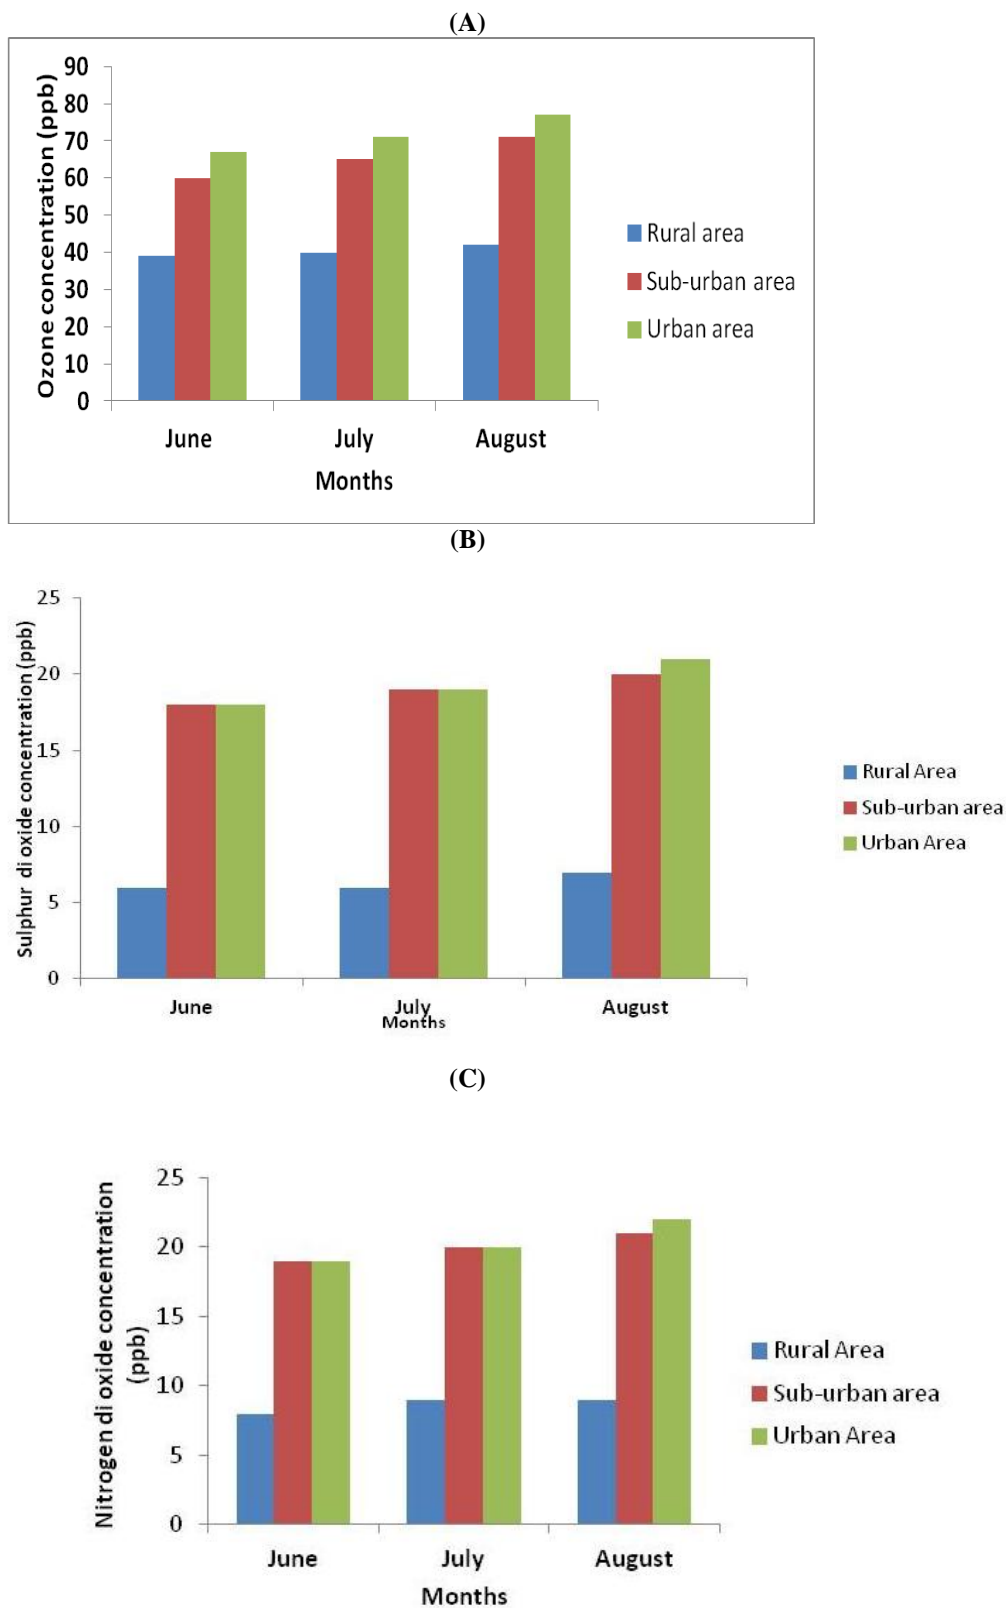 (A)
Ozone concentration (ppb)
90
80
70
60
50
40
30
20
10
0
June July August
Months
Rural area
Sub-urban area
Urban area
(B)
Sulphur di oxide concentration (ppb)
25
20
15
10
5
0
June July August
Months
Rural Area
Sub-urban area
Urban Area
(C)
Nitrogen di oxide concentration
(ppb)
25
20
15
10
5
0
June July August
Months
Rural Area
Sub-urban area
Urban Area